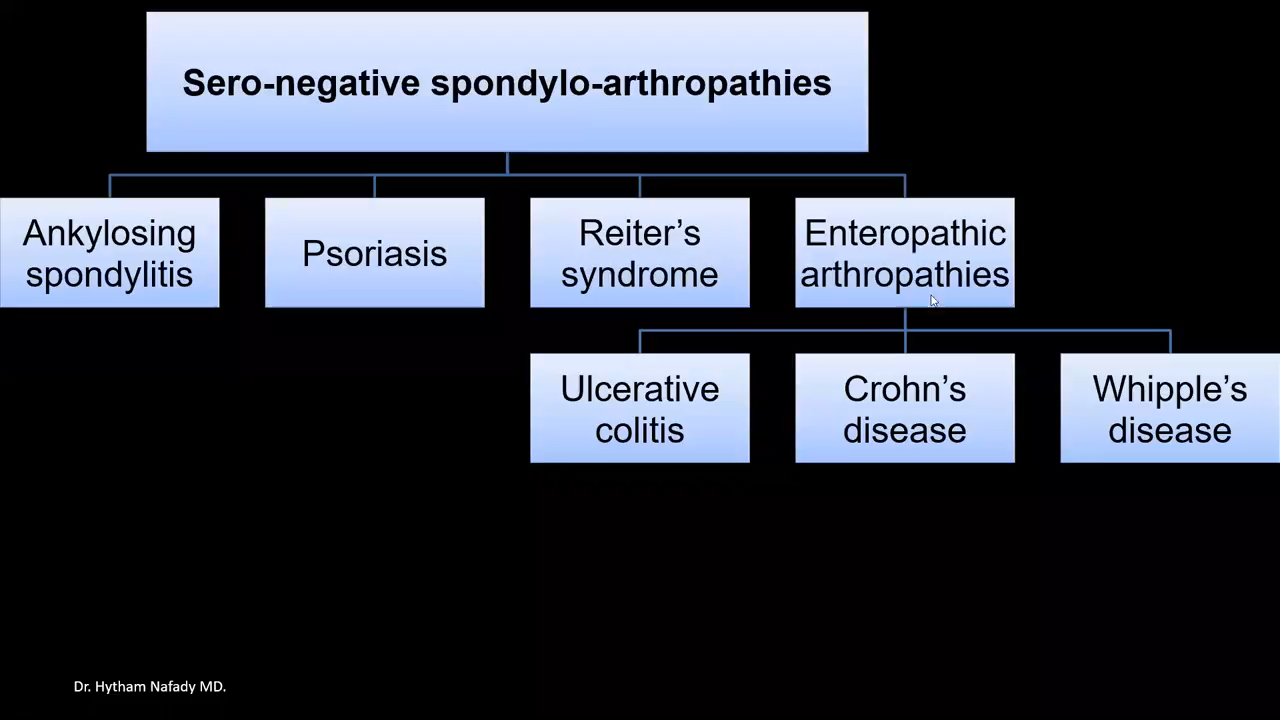 Sero-negative spondylo-arthropathies
Ankylosing
spondylitis
Psoriasis
Reiter’s
syndrome
Enteropathic
arthropathies
Ulcerative
colitis
Crohn’s
disease
Whipple’s
disease
Dr. Hytham Nafady MD.